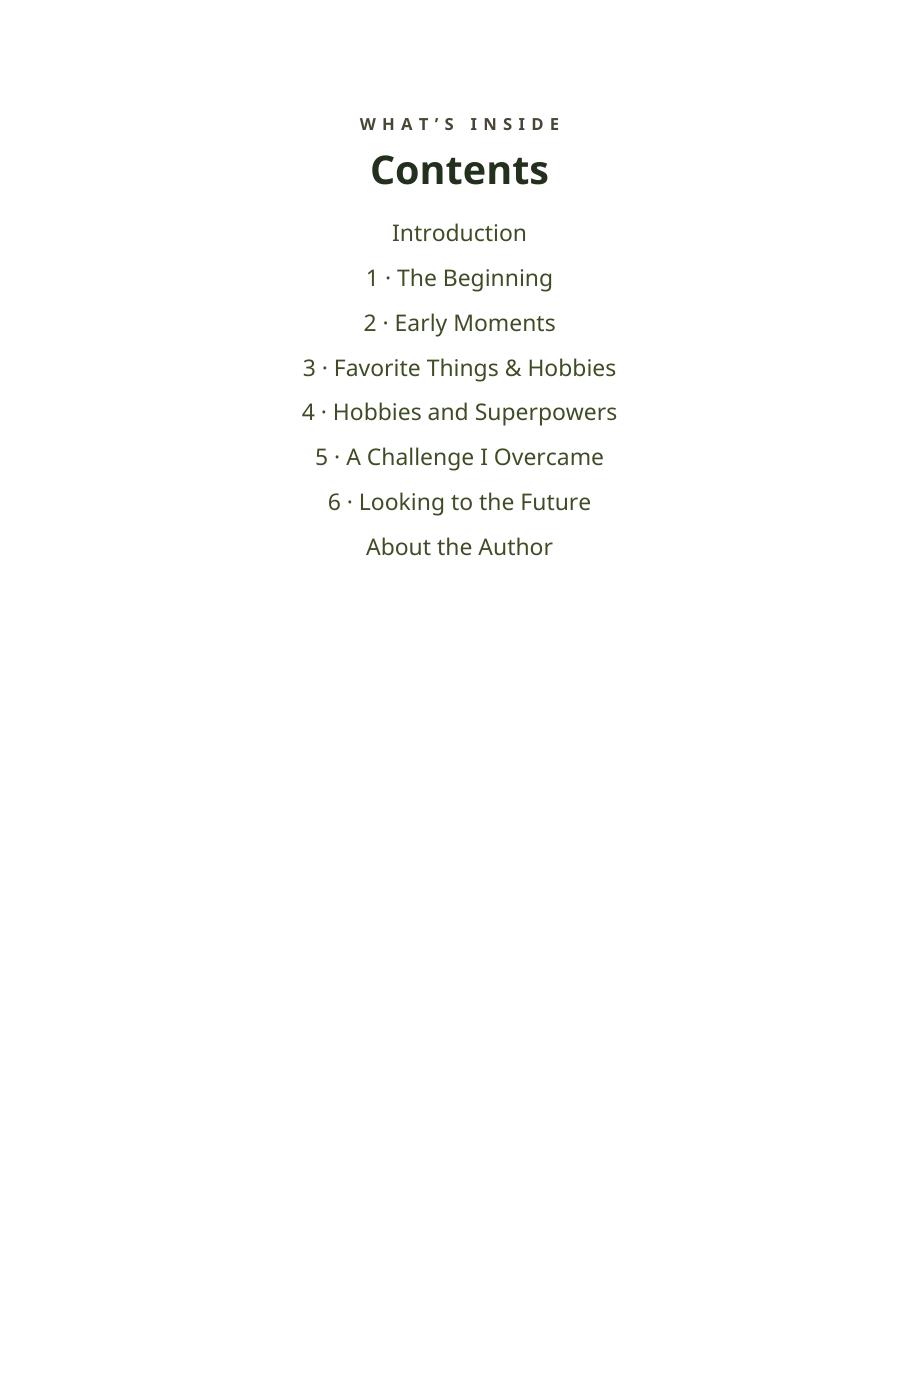 WHAT’S INSIDE
Contents
Introduction
1 · The Beginning
2 · Early Moments
3 · Favorite Things & Hobbies
4 · Hobbies and Superpowers
5 · A Challenge I Overcame
6 · Looking to the Future
About the Author